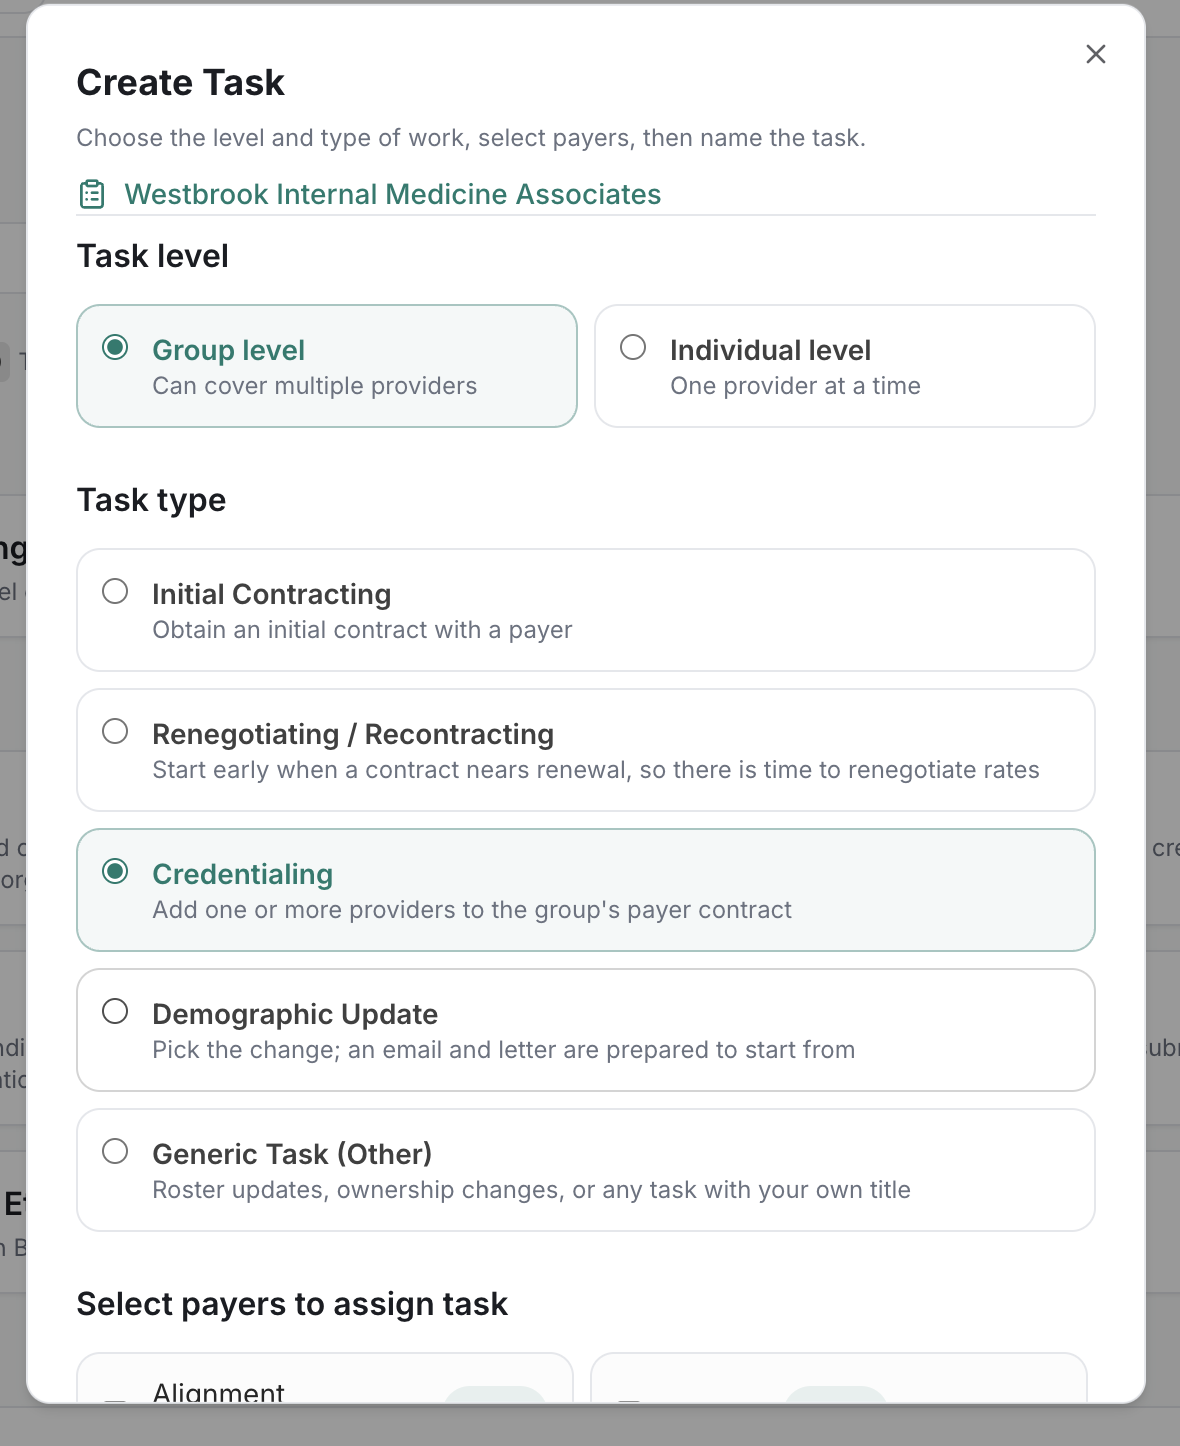 Create Task
Choose the level and type of work, select payers, then name the task.
Westbrook Internal Medicine Associates
Task level
Group level
Can cover multiple providers
Individual level
One provider at a time
Task type
Initial Contracting
Obtain an initial contract with a payer
Renegotiating / Recontracting
Start early when a contract nears renewal, so there is time to renegotiate rates
Credentialing
Add one or more providers to the group's payer contract
Demographic Update
Pick the change; an email and letter are prepared to start from
Generic Task (Other)
Roster updates, ownership changes, or any task with your own title
Select payers to assign task
Alignment